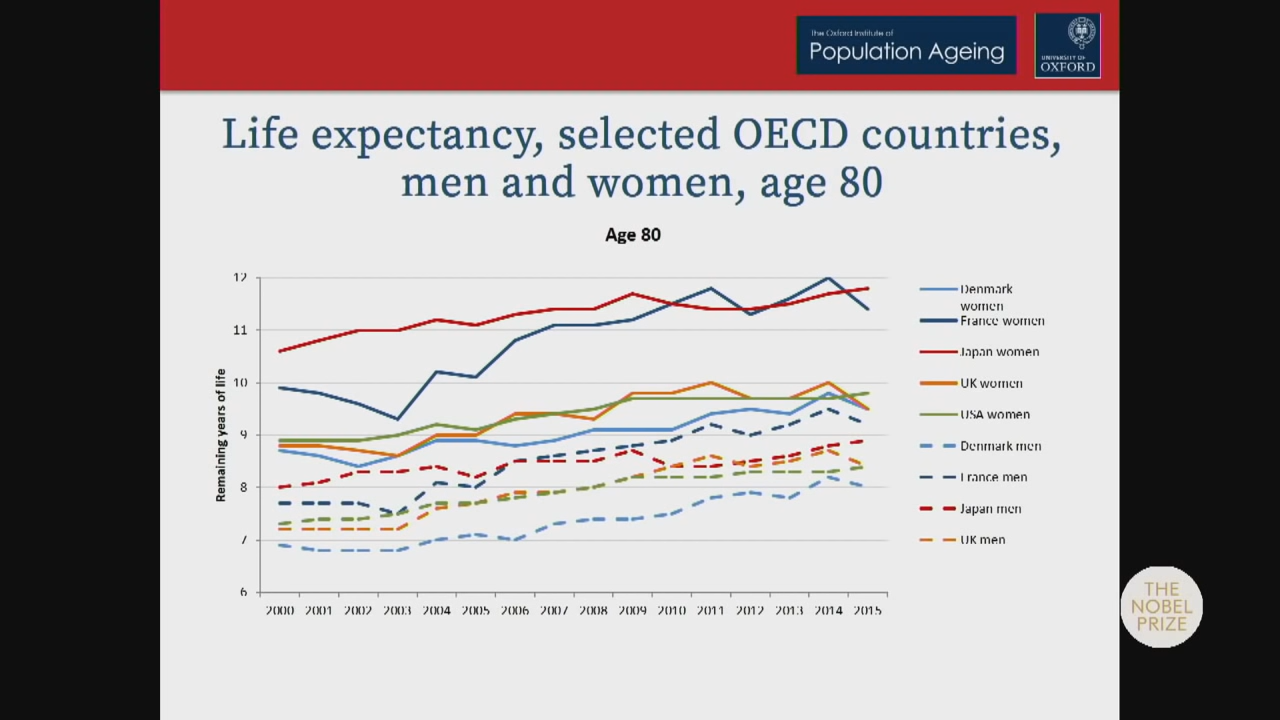 The Oxford Institute of
Population Ageing
UNIVERSITY OF
OXFORD
Life expectancy, selected OECD countries,
men and women, age 80
Age 80
Remaining years of life
12
11
10
9
8
7
6
2000 2001 2002 2003 2004 2005 2006 2007 2008 2009 2010 2011 2012 2013 2014 2015
Denmark
women
France women
Japan women
UK women
USA women
Denmark men
France men
Japan men
UK men
THE
NOBEL
PRIZE